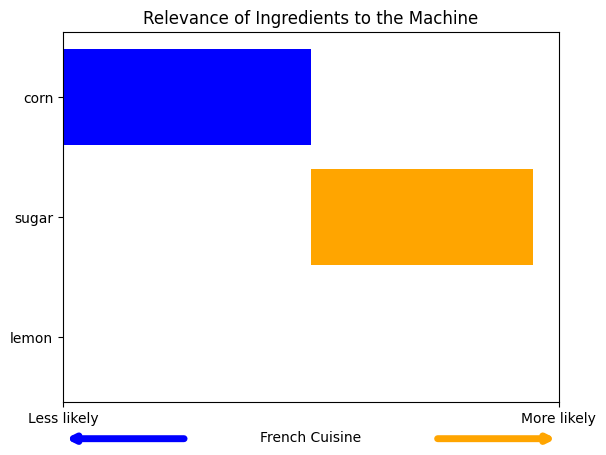 Relevance of Ingredients to the Machine
corn
sugar
lemon
Less likely
More likely
French Cuisine